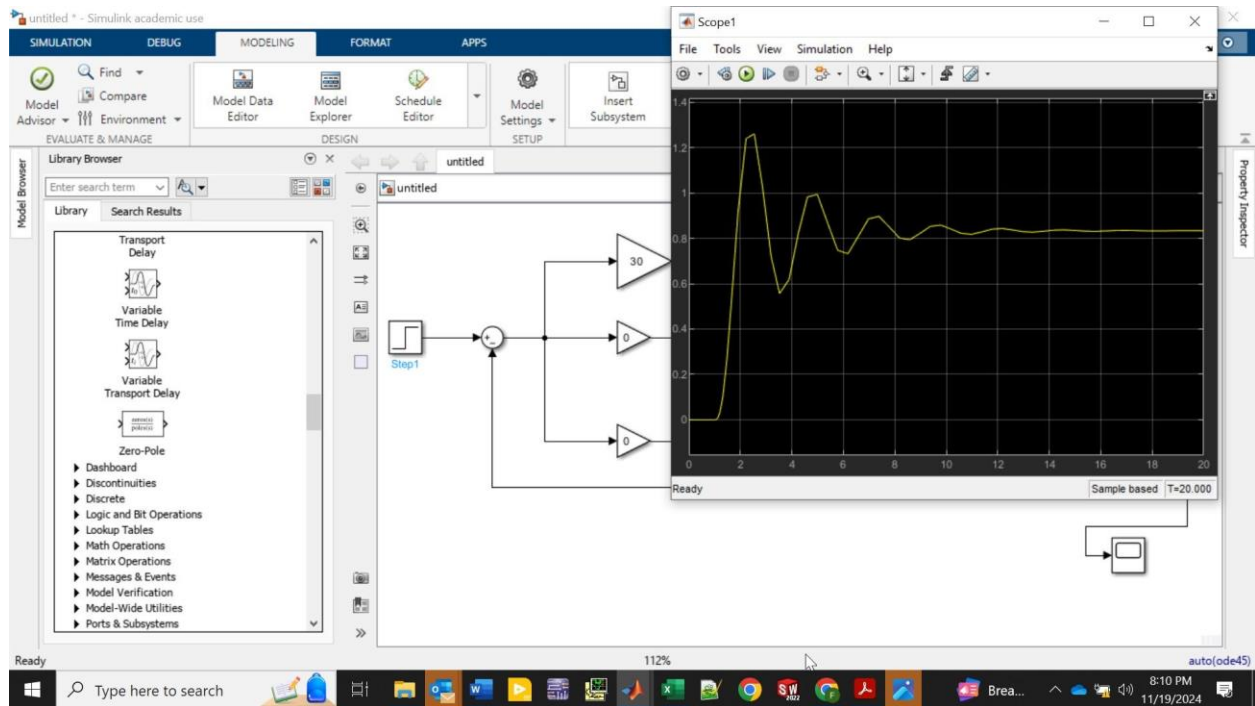 untitled * - Simulink academic use
SIMULATION DEBUG MODELING FORMAT APPS
Find
Compare
Environment
Model Advisor
Model Data Editor
Model Explorer
Schedule Editor
Model Settings
Insert Subsystem
EVALUATE & MANAGE DESIGN SETUP
Model Browser
Library Browser
untitled
Enter search term
untitled
Library Search Results
Transport Delay
Variable Time Delay
Variable Transport Delay
Zero-Pole
Dashboard
Discontinuities
Discrete
Logic and Bit Operations
Lookup Tables
Math Operations
Matrix Operations
Messages & Events
Model Verification
Model-Wide Utilities
Ports & Subsystems
Step1
30
0
0
Scope1
File Tools View Simulation Help
1.4
1.2
1
0.8
0.6
0.4
0.2
0
0 2 4 6 8 10 12 14 16 18 20
Ready
Sample based T=20.000
Property Inspector
Ready
112%
auto(ode45)
Type here to search
Brea...
8:10 PM
11/19/2024